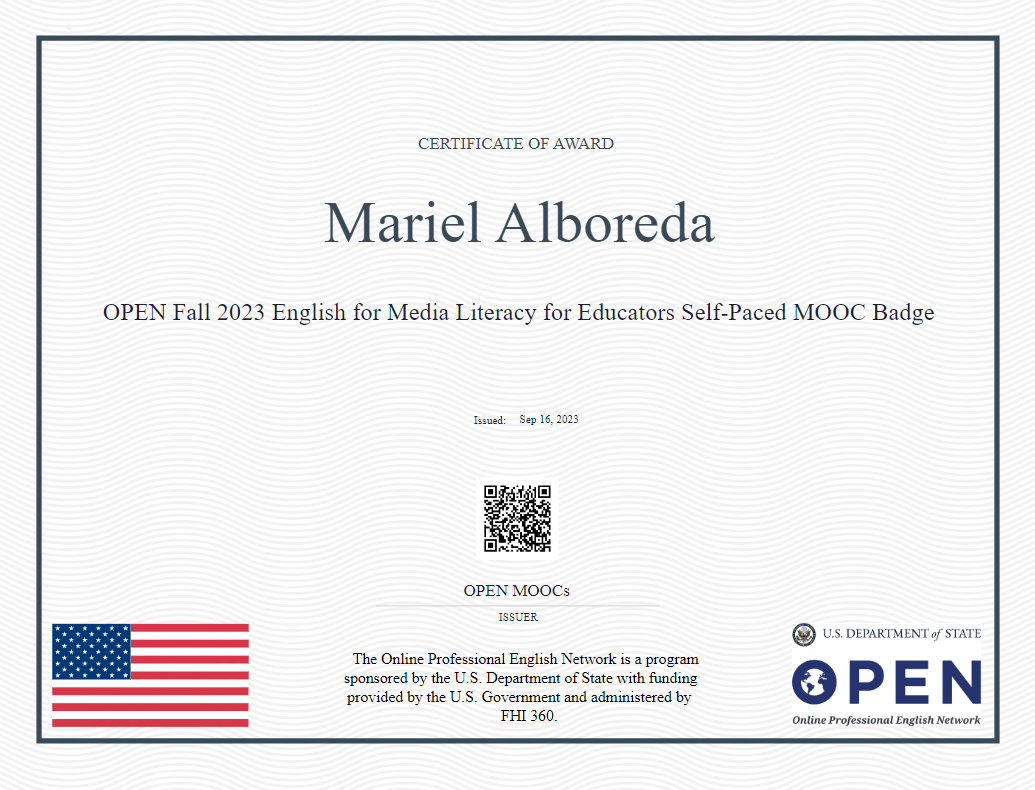 CERTIFICATE OF AWARD
Mariel Alboreda
OPEN Fall 2023 English for Media Literacy for Educators Self-Paced MOOC Badge
Issued: Sep 16, 2023
OPEN MOOCs
ISSUER
The Online Professional English Network is a program
sponsored by the U.S. Department of State with funding
provided by the U.S. Government and administered by
FHI 360.
U.S. DEPARTMENT of STATE
OPEN
Online Professional English Network